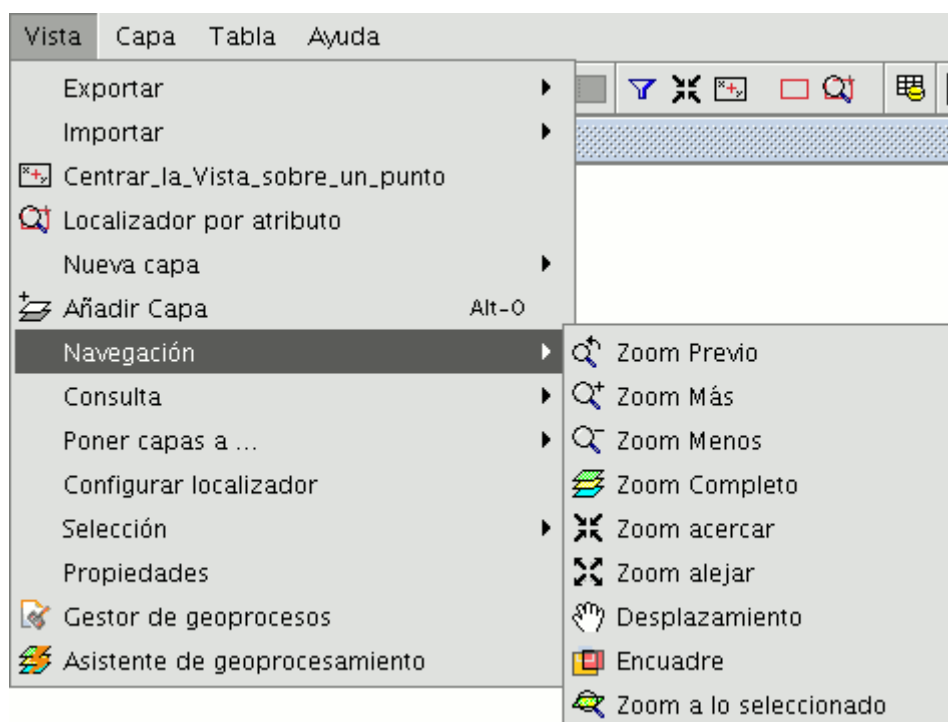 Vista Capa Tabla Ayuda
Exportar
Importar
Centrar_la_Vista_sobre_un_punto
Localizador por atributo
Nueva capa
Añadir Capa Alt-O
Navegación
Consulta
Poner capas a ...
Configurar localizador
Selección
Propiedades
Gestor de geoprocesos
Asistente de geoprocesamiento
Zoom Previo
Zoom Más
Zoom Menos
Zoom Completo
Zoom acercar
Zoom alejar
Desplazamiento
Encuadre
Zoom a lo seleccionado